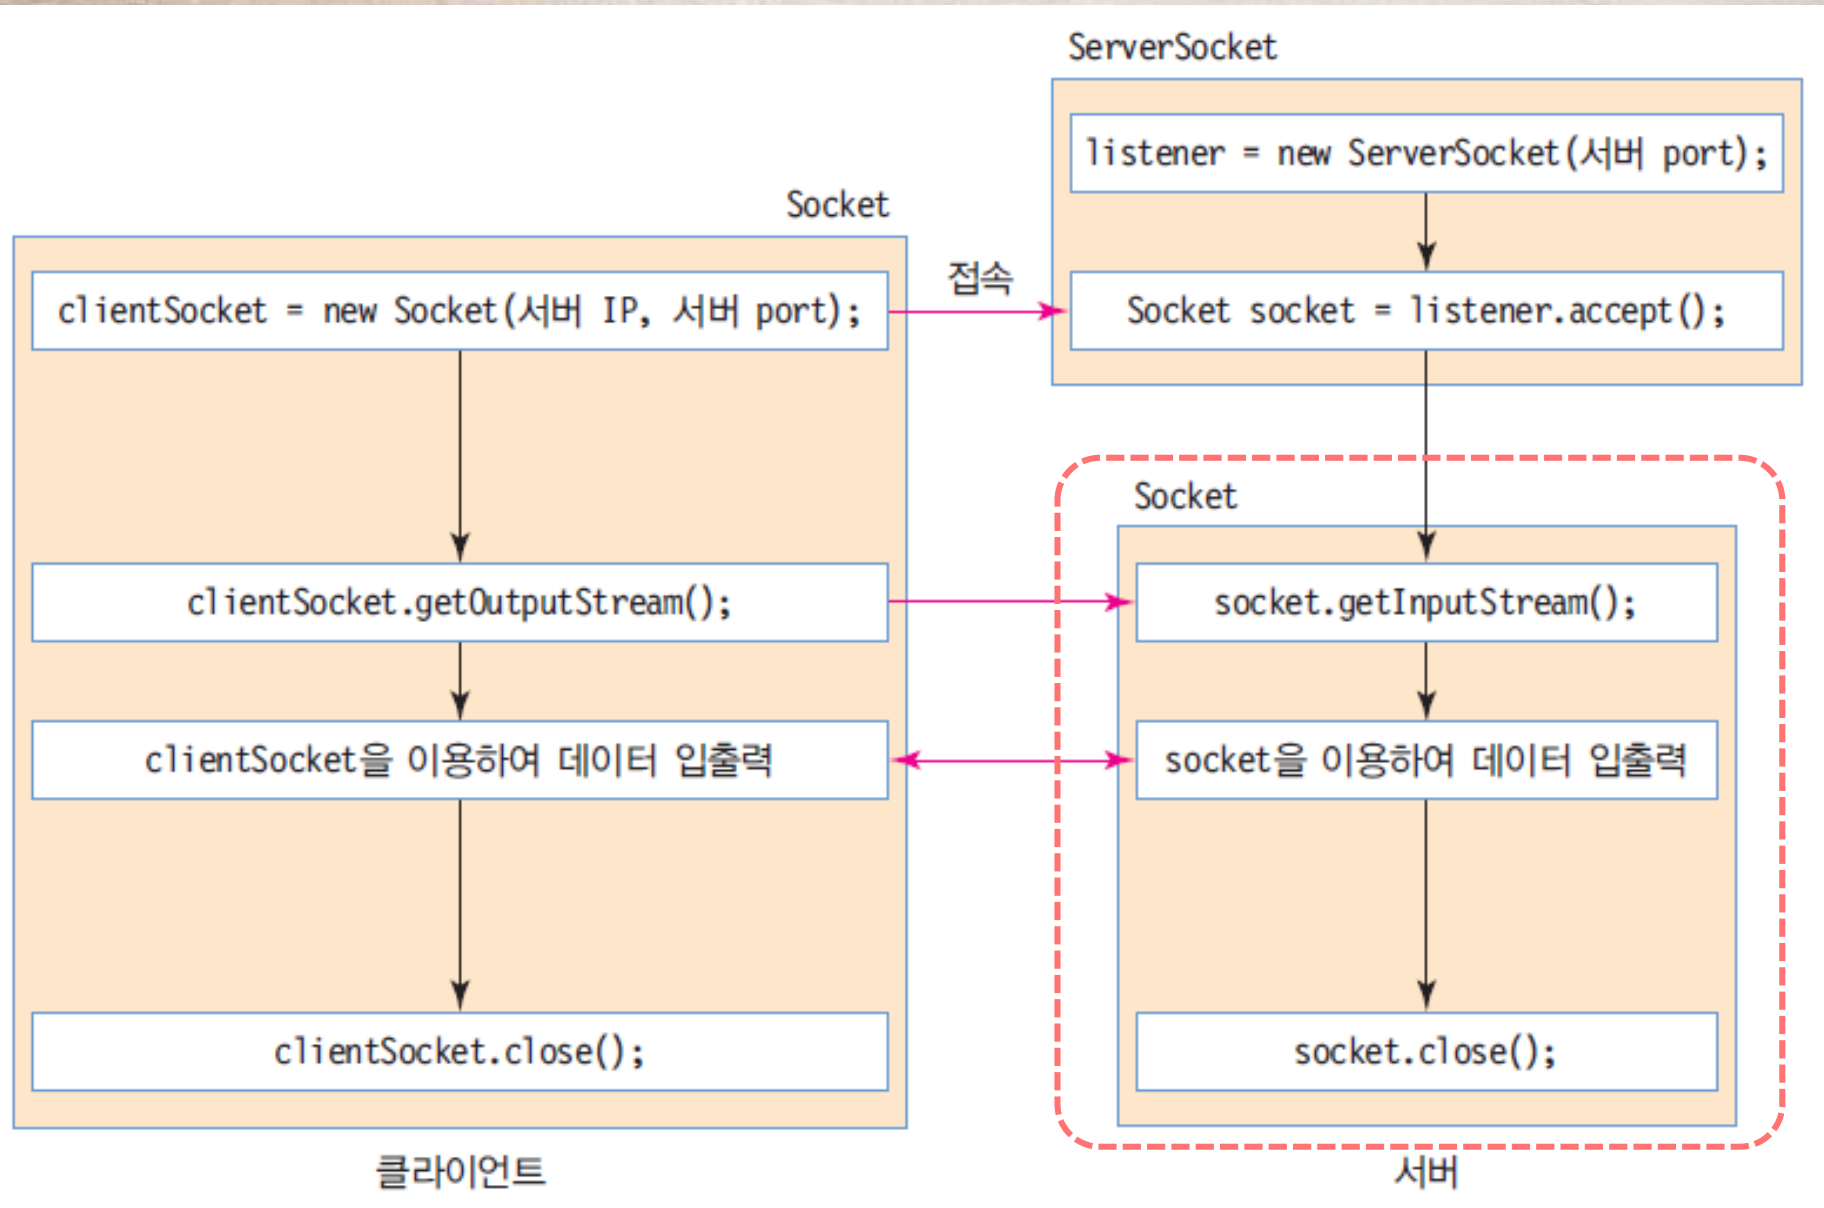 ServerSocket
listener = new ServerSocket(서버 port);
Socket
접속
clientSocket = new Socket(서버 IP, 서버 port);
Socket socket = listener.accept();
Socket
clientSocket.getOutputStream();
socket.getInputStream();
clientSocket을 이용하여 데이터 입출력
socket을 이용하여 데이터 입출력
clientSocket.close();
socket.close();
클라이언트
서버